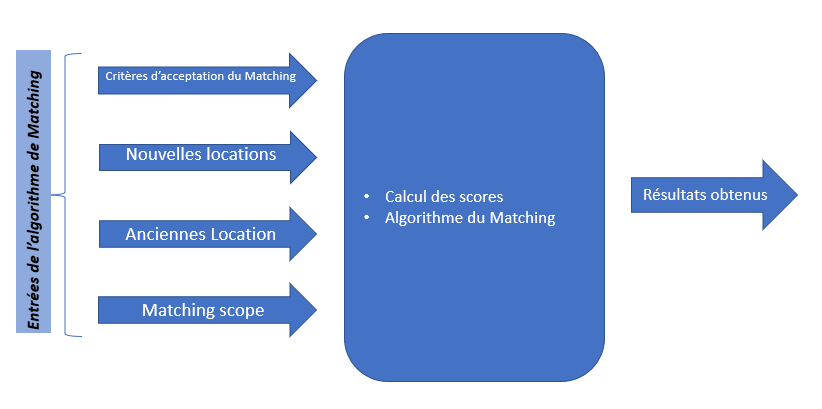 Entrées de l'algorithme de Matching
Critères d'acceptation du Matching
Nouvelles locations
Anciennes Location
Matching scope
• Calcul des scores
• Algorithme du Matching
Résultats obtenus